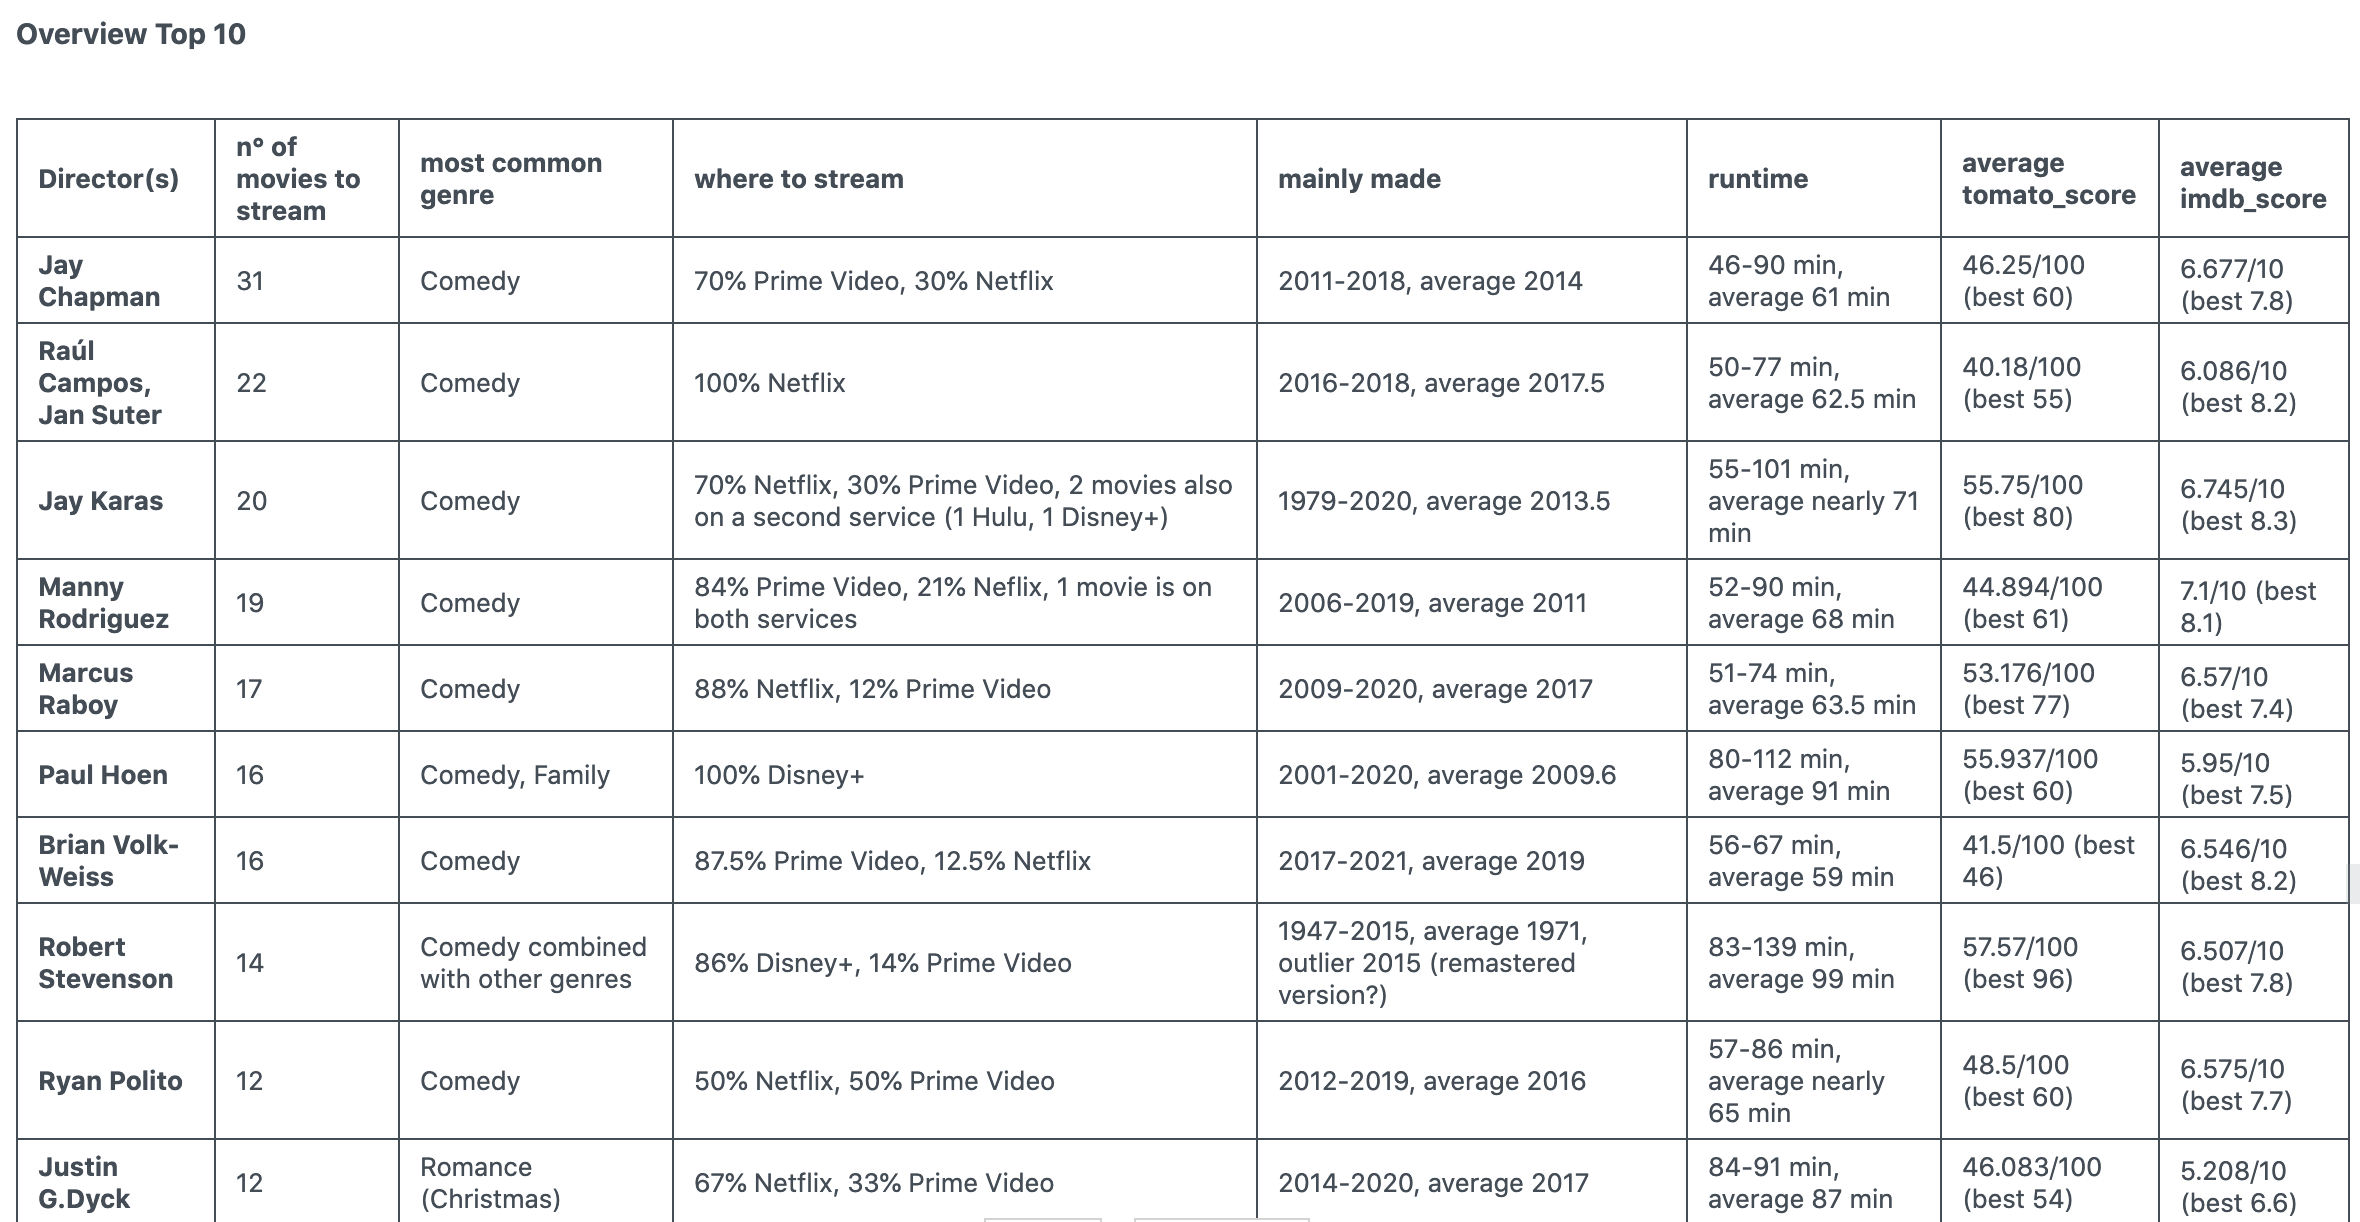 Overview Top 10
Director(s)
n° of
movies to
stream
most common
genre
where to stream
mainly made
runtime
average
tomato_score
average
imdb_score
Jay
Chapman
31
Comedy
70% Prime Video, 30% Netflix
2011-2018, average 2014
46-90 min,
average 61 min
46.25/100
(best 60)
6.677/10
(best 7.8)
Raúl
Campos,
Jan Suter
22
Comedy
100% Netflix
2016-2018, average 2017.5
50-77 min,
average 62.5 min
40.18/100
(best 55)
6.086/10
(best 8.2)
Jay Karas
20
Comedy
70% Netflix, 30% Prime Video, 2 movies also
on a second service (1 Hulu, 1 Disney+)
1979-2020, average 2013.5
55-101 min,
average nearly 71
min
55.75/100
(best 80)
6.745/10
(best 8.3)
Manny
Rodriguez
19
Comedy
84% Prime Video, 21% Neflix, 1 movie is on
both services
2006-2019, average 2011
52-90 min,
average 68 min
44.894/100
(best 61)
7.1/10 (best
8.1)
Marcus
Raboy
17
Comedy
88% Netflix, 12% Prime Video
2009-2020, average 2017
51-74 min,
average 63.5 min
53.176/100
(best 77)
6.57/10
(best 7.4)
Paul Hoen
16
Comedy, Family
100% Disney+
2001-2020, average 2009.6
80-112 min,
average 91 min
55.937/100
(best 60)
5.95/10
(best 7.5)
Brian Volk-
Weiss
16
Comedy
87.5% Prime Video, 12.5% Netflix
2017-2021, average 2019
56-67 min,
average 59 min
41.5/100 (best
46)
6.546/10
(best 8.2)
Robert
Stevenson
14
Comedy combined
with other genres
86% Disney+, 14% Prime Video
1947-2015, average 1971,
outlier 2015 (remastered
version?)
83-139 min,
average 99 min
57.57/100
(best 96)
6.507/10
(best 7.8)
Ryan Polito
12
Comedy
50% Netflix, 50% Prime Video
2012-2019, average 2016
57-86 min,
average nearly
65 min
48.5/100
(best 60)
6.575/10
(best 7.7)
Justin
G.Dyck
12
Romance
(Christmas)
67% Netflix, 33% Prime Video
2014-2020, average 2017
84-91 min,
average 87 min
46.083/100
(best 54)
5.208/10
(best 6.6)